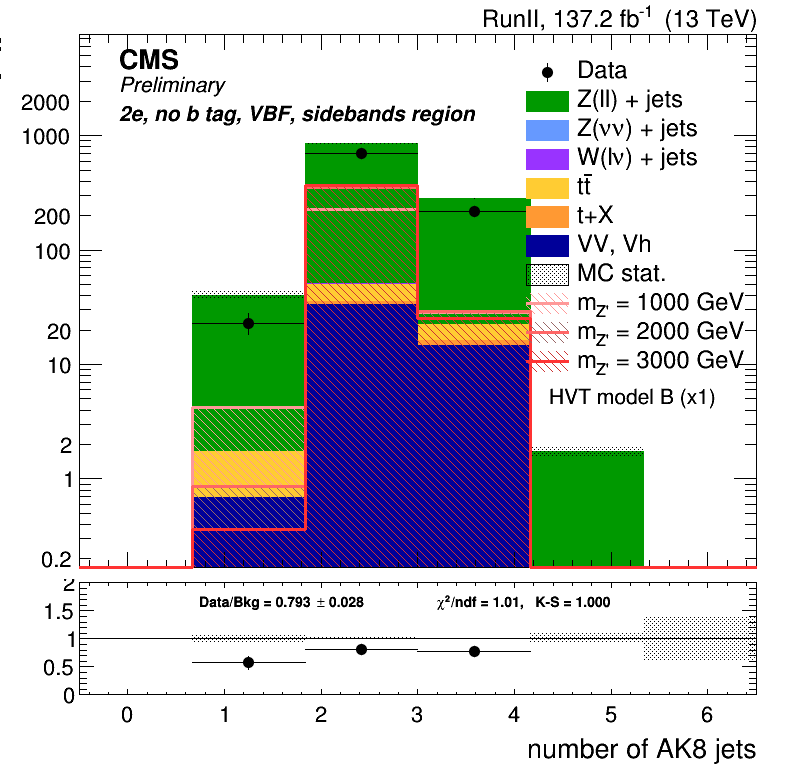 RunII, 137.2 fb⁻¹ (13 TeV)
CMS
Preliminary
2e, no b tag, VBF, sidebands region
Data
Z(ll) + jets
Z(νν) + jets
W(lν) + jets
tt̄
t+X
VV, Vh
MC stat.
m_Z' = 1000 GeV
m_Z' = 2000 GeV
m_Z' = 3000 GeV
HVT model B (x1)
2000
1000
200
100
20
10
2
1
0.2
Data/Bkg = 0.793 ± 0.028
χ²/ndf = 1.01, K-S = 1.000
2
1.5
1
0.5
0
0 1 2 3 4 5 6
number of AK8 jets